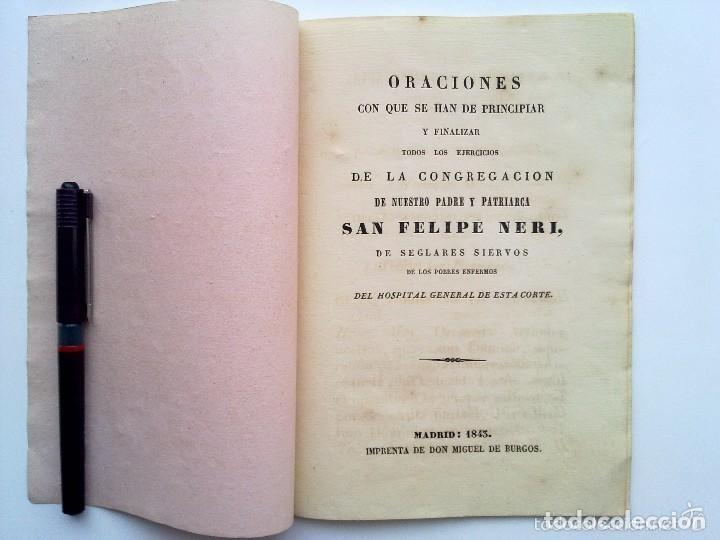 ORACIONES
CON QUE SE HAN DE PRINCIPIAR
Y FINALIZAR
TODOS LOS EJERCICIOS
DE LA CONGREGACION
DE NUESTRO PADRE Y PATRIARCA
SAN FELIPE NERI,
DE SEGLARES SIERVOS
DE LOS POBRES ENFERMOS
DEL HOSPITAL GENERAL DE ESTA CORTE.
MADRID: 1843.
IMPRENTA DE DON MIGUEL DE BURGOS.
todocoleccion.net